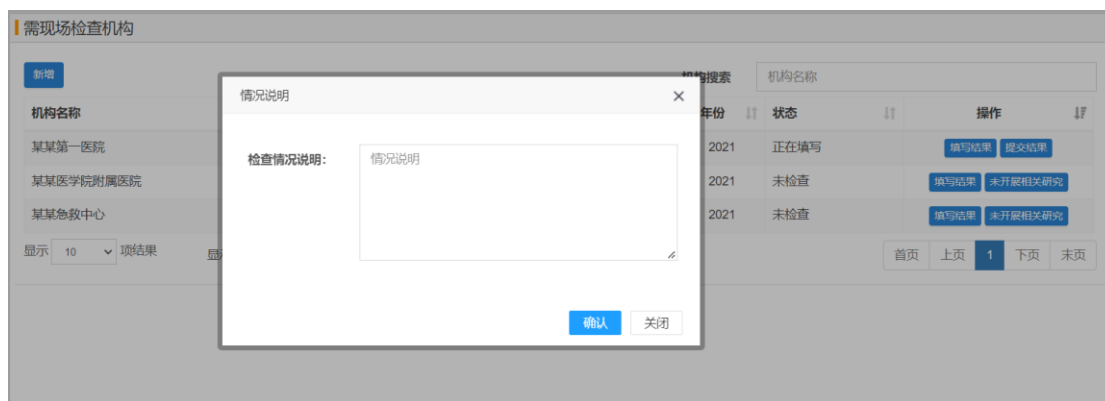 需现场检查机构
新增
机构搜索 机构名称
情况说明 ×
机构名称 年份 状态 操作
某某第一医院 2021 正在填写 填写结果 提交结果
检查情况说明： 情况说明
某某医学院附属医院 2021 未检查 填写结果 未开展相关研究
某某急救中心 2021 未检查 填写结果 未开展相关研究
显示 10 项结果 首页 上页 1 下页 末页
确认 关闭